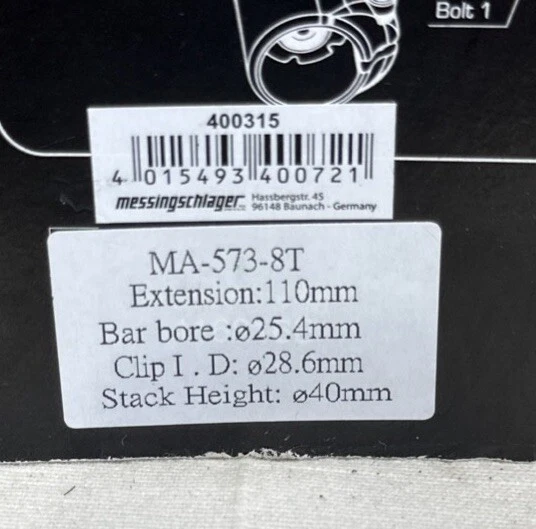 Bolt 1
400315
4 015493 400721
messingschlager Hassbergstr. 45
96148 Baunach - Germany
MA-573-8T
Extension:110mm
Bar bore :ø25.4mm
Clip I . D: ø28.6mm
Stack Height: ø40mm